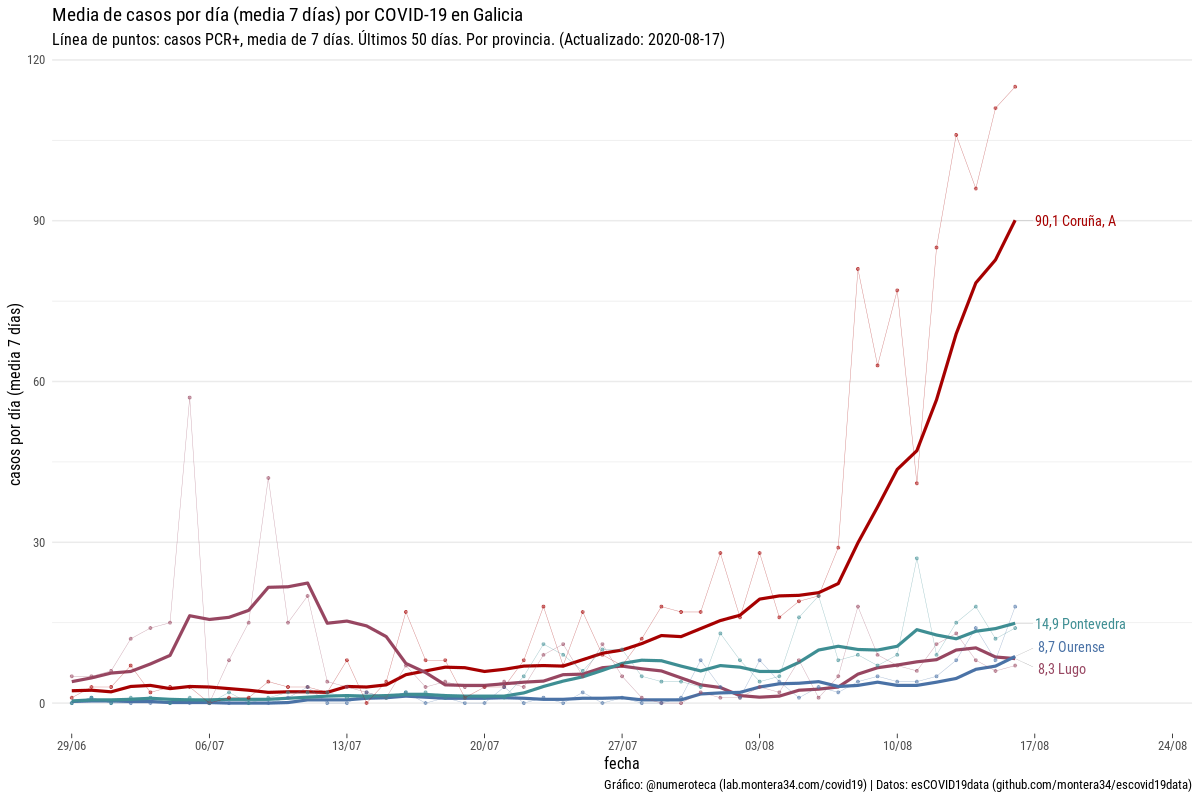 Media de casos por día (media 7 días) por COVID-19 en Galicia
Línea de puntos: casos PCR+, media de 7 días. Últimos 50 días. Por provincia. (Actualizado: 2020-08-17)
120
90
60
30
0
casos por día (media 7 días)
90,1 Coruña, A
14,9 Pontevedra
8,7 Ourense
8,3 Lugo
29/06
06/07
13/07
20/07
27/07
03/08
10/08
17/08
24/08
fecha
Gráfico: @numeroteca (lab.montera34.com/covid19) | Datos: esCOVID19data (github.com/montera34/escovid19data)